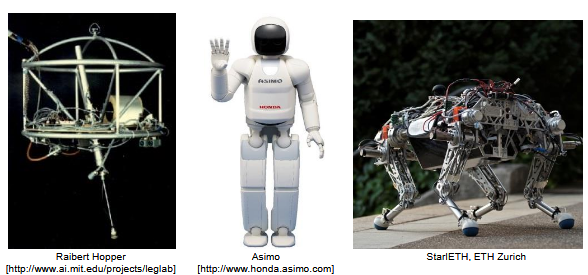 ASIMO
HONDA
Raibert Hopper
[http://www.ai.mit.edu/projects/leglab]
Asimo
[http://www.honda.asimo.com]
StarlETH, ETH Zurich